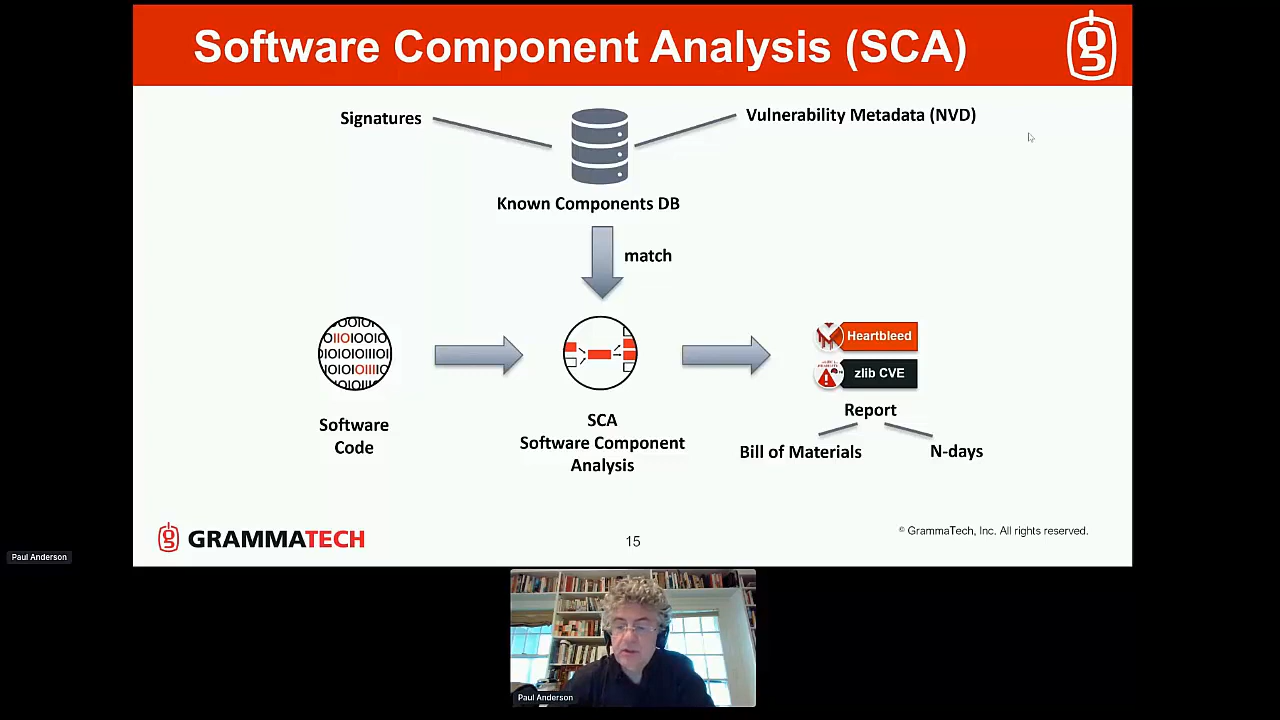 Software Component Analysis (SCA)
Signatures
Vulnerability Metadata (NVD)
Known Components DB
match
Software
Code
SCA
Software Component
Analysis
Heartbleed
zlib CVE
Report
Bill of Materials
N-days
GRAMMATECH
15
© GrammaTech, Inc. All rights reserved.
Paul Anderson
Paul Anderson